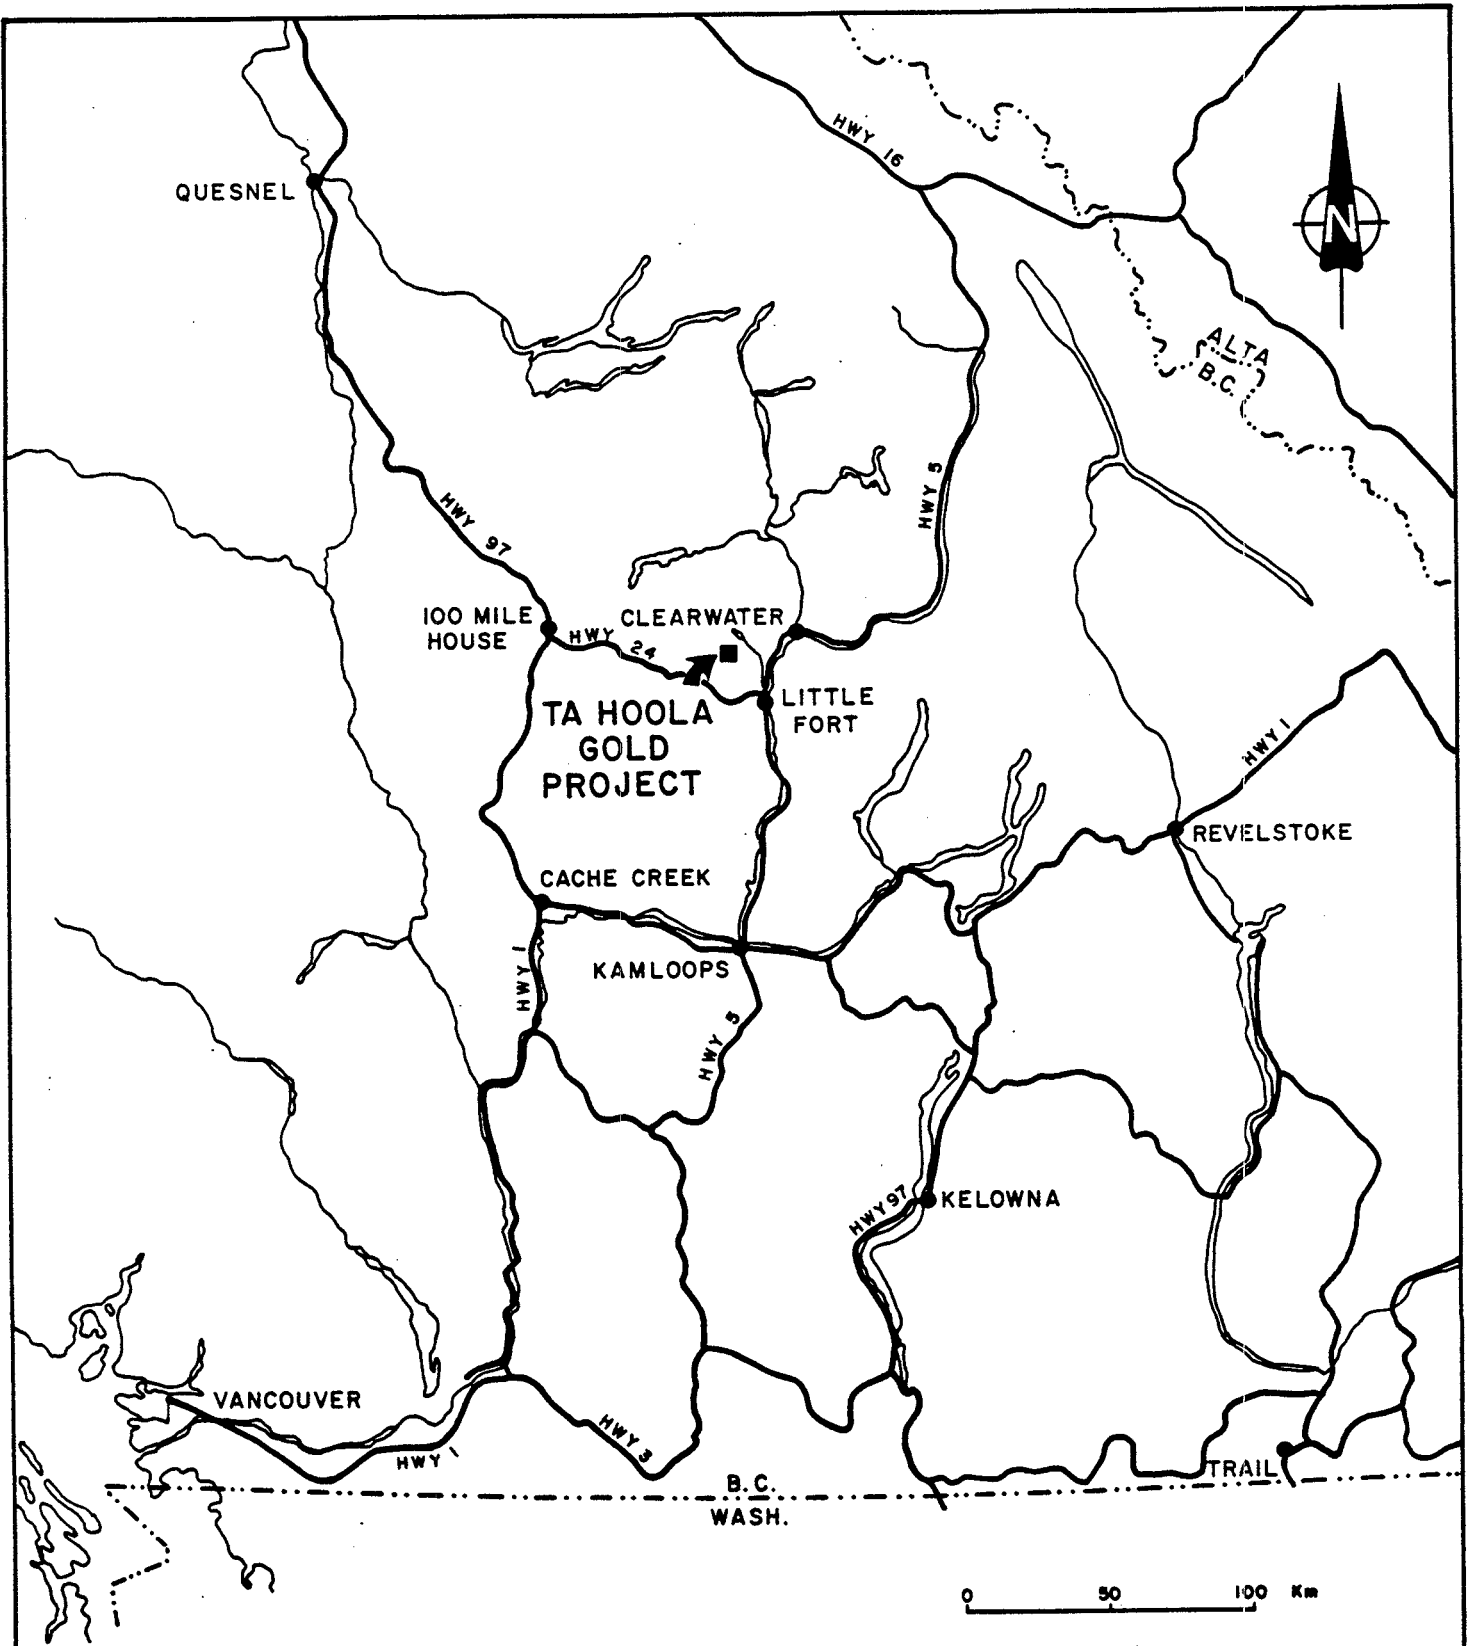 HWY 16
N
QUESNEL
ALTA
B.C.
HWY 5
HWY 97
100 MILE
HOUSE
CLEARWATER
HWY 24
LITTLE
FORT
TA HOOLA
GOLD
PROJECT
HWY 1
REVELSTOKE
CACHE CREEK
KAMLOOPS
HWY 1
HWY 5
KELOWNA
HWY 97
VANCOUVER
HWY 1
HWY 3
TRAIL
B.C.
WASH.
0 50 100 Km